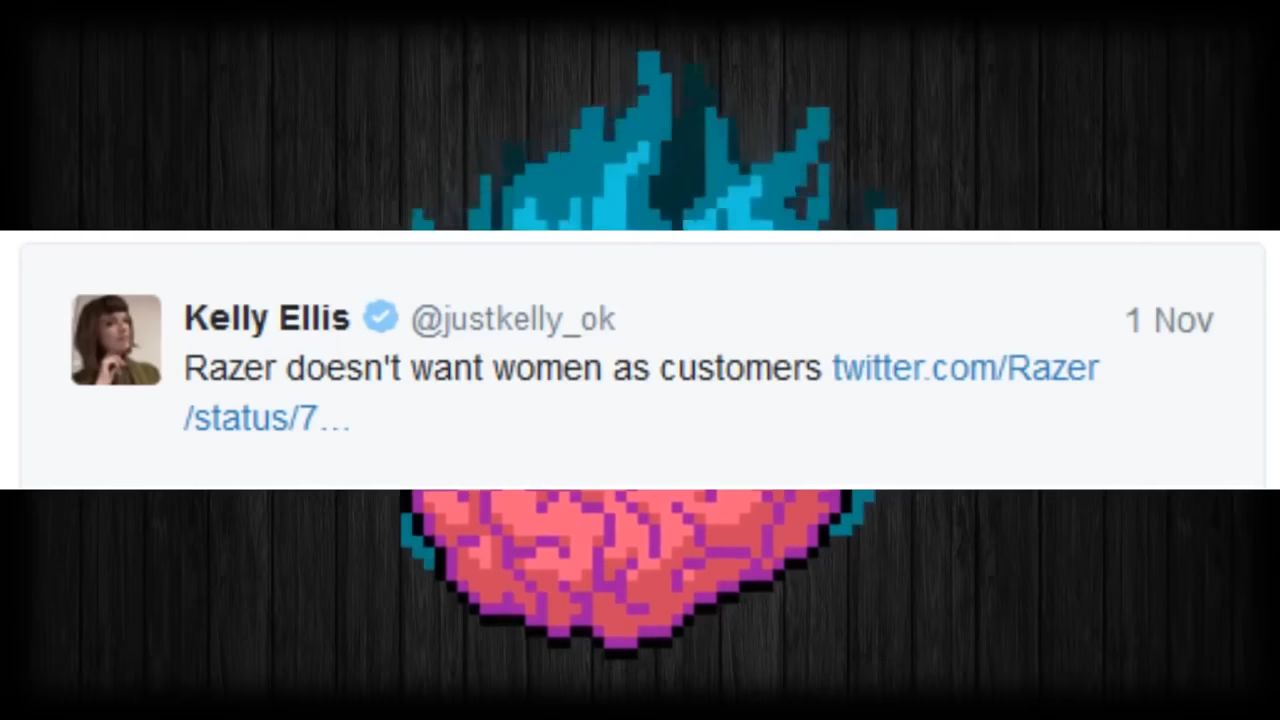 Kelly Ellis @justkelly_ok 1 Nov
Razer doesn't want women as customers twitter.com/Razer
/status/7...